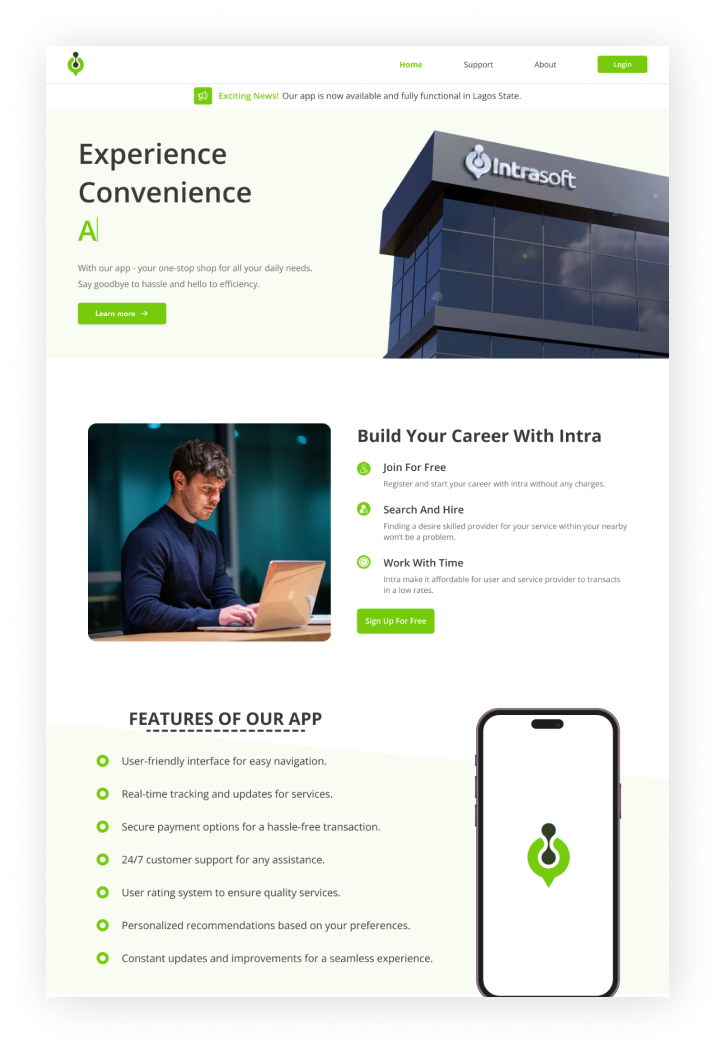 Home
Support
About
Login
Exciting News! Our app is now available and fully functional in Lagos State.
Experience
Convenience
A
Intrasoft
With our app - your one-stop shop for all your daily needs.
Say goodbye to hassle and hello to efficiency.
Learn more
Build Your Career With Intra
Join For Free
Register and start your career with intra without any charges.
Search And Hire
Finding a desire skilled provider for your service within your nearby
won't be a problem.
Work With Time
Intra make it affordable for user and service provider to transacts
in a low rates.
Sign Up For Free
FEATURES OF OUR APP
User-friendly interface for easy navigation.
Real-time tracking and updates for services.
Secure payment options for a hassle-free transaction.
24/7 customer support for any assistance.
User rating system to ensure quality services.
Personalized recommendations based on your preferences.
Constant updates and improvements for a seamless experience.